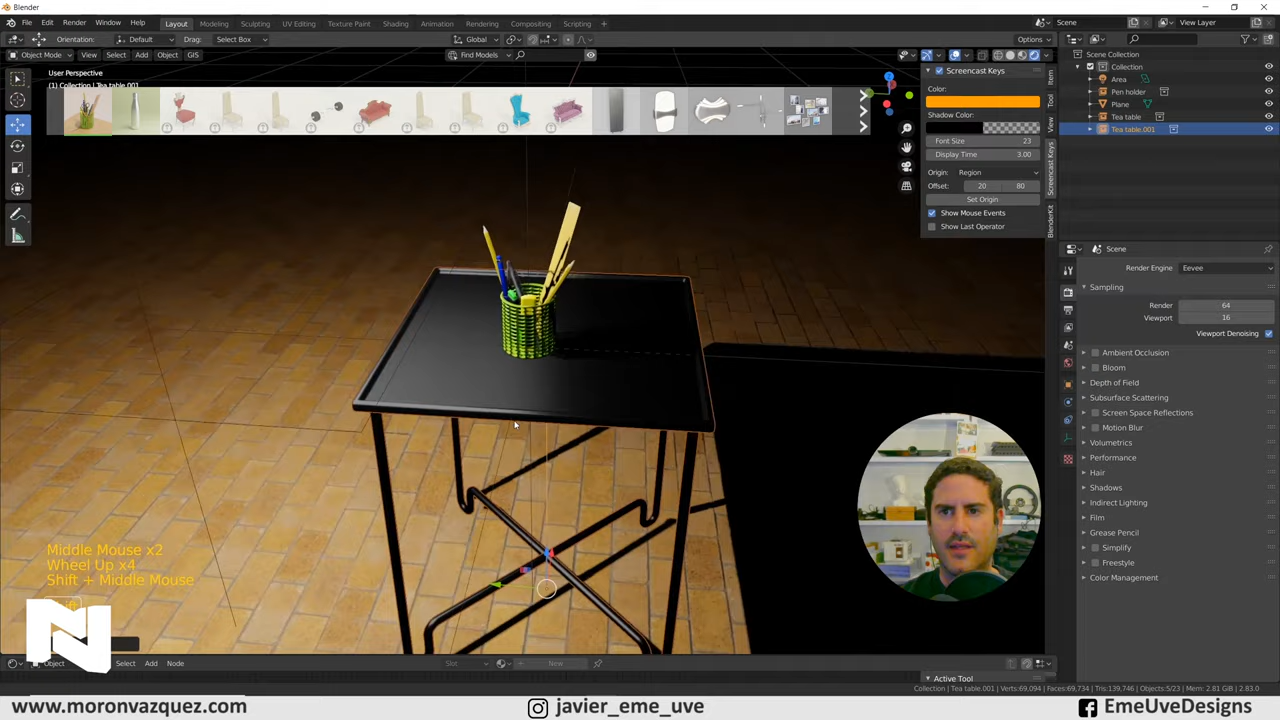 Blender
File Edit Render Window Help Layout Modeling Sculpting UV Editing Texture Paint Shading Animation Rendering Compositing Scripting + Scene View Layer
Orientation: Default Drag: Select Box Global Options
Object Mode View Select Add Object GIS Find Models
User Perspective
(1) Collection | Tea table.001
Screencast Keys
Color:
Shadow Color:
Font Size 23
Display Time 3.00
Origin: Region
Offset: 20 80
Set Origin
Show Mouse Events
Show Last Operator
Item
Tool
View
Screencast Keys
BlenderKit
Scene Collection
Collection
Area
Pen holder
Plane
Tea table
Tea table.001
Scene
Render Engine Eevee
Sampling
Render 64
Viewport 16
Viewport Denoising
Ambient Occlusion
Bloom
Depth of Field
Subsurface Scattering
Screen Space Reflections
Motion Blur
Volumetrics
Performance
Hair
Shadows
Indirect Lighting
Film
Grease Pencil
Simplify
Freestyle
Color Management
Middle Mouse x2
Wheel Up x4
Shift + Middle Mouse
Object Select Add Node Slot New
Active Tool
Collection | Tea table.001 | Verts:69,094 | Faces:69,734 | Tris:139,746 | Objects:5/23 | Mem: 2.81 GiB | 2.83.0
www.moronvazquez.com javier_eme_uve EmeUveDesigns